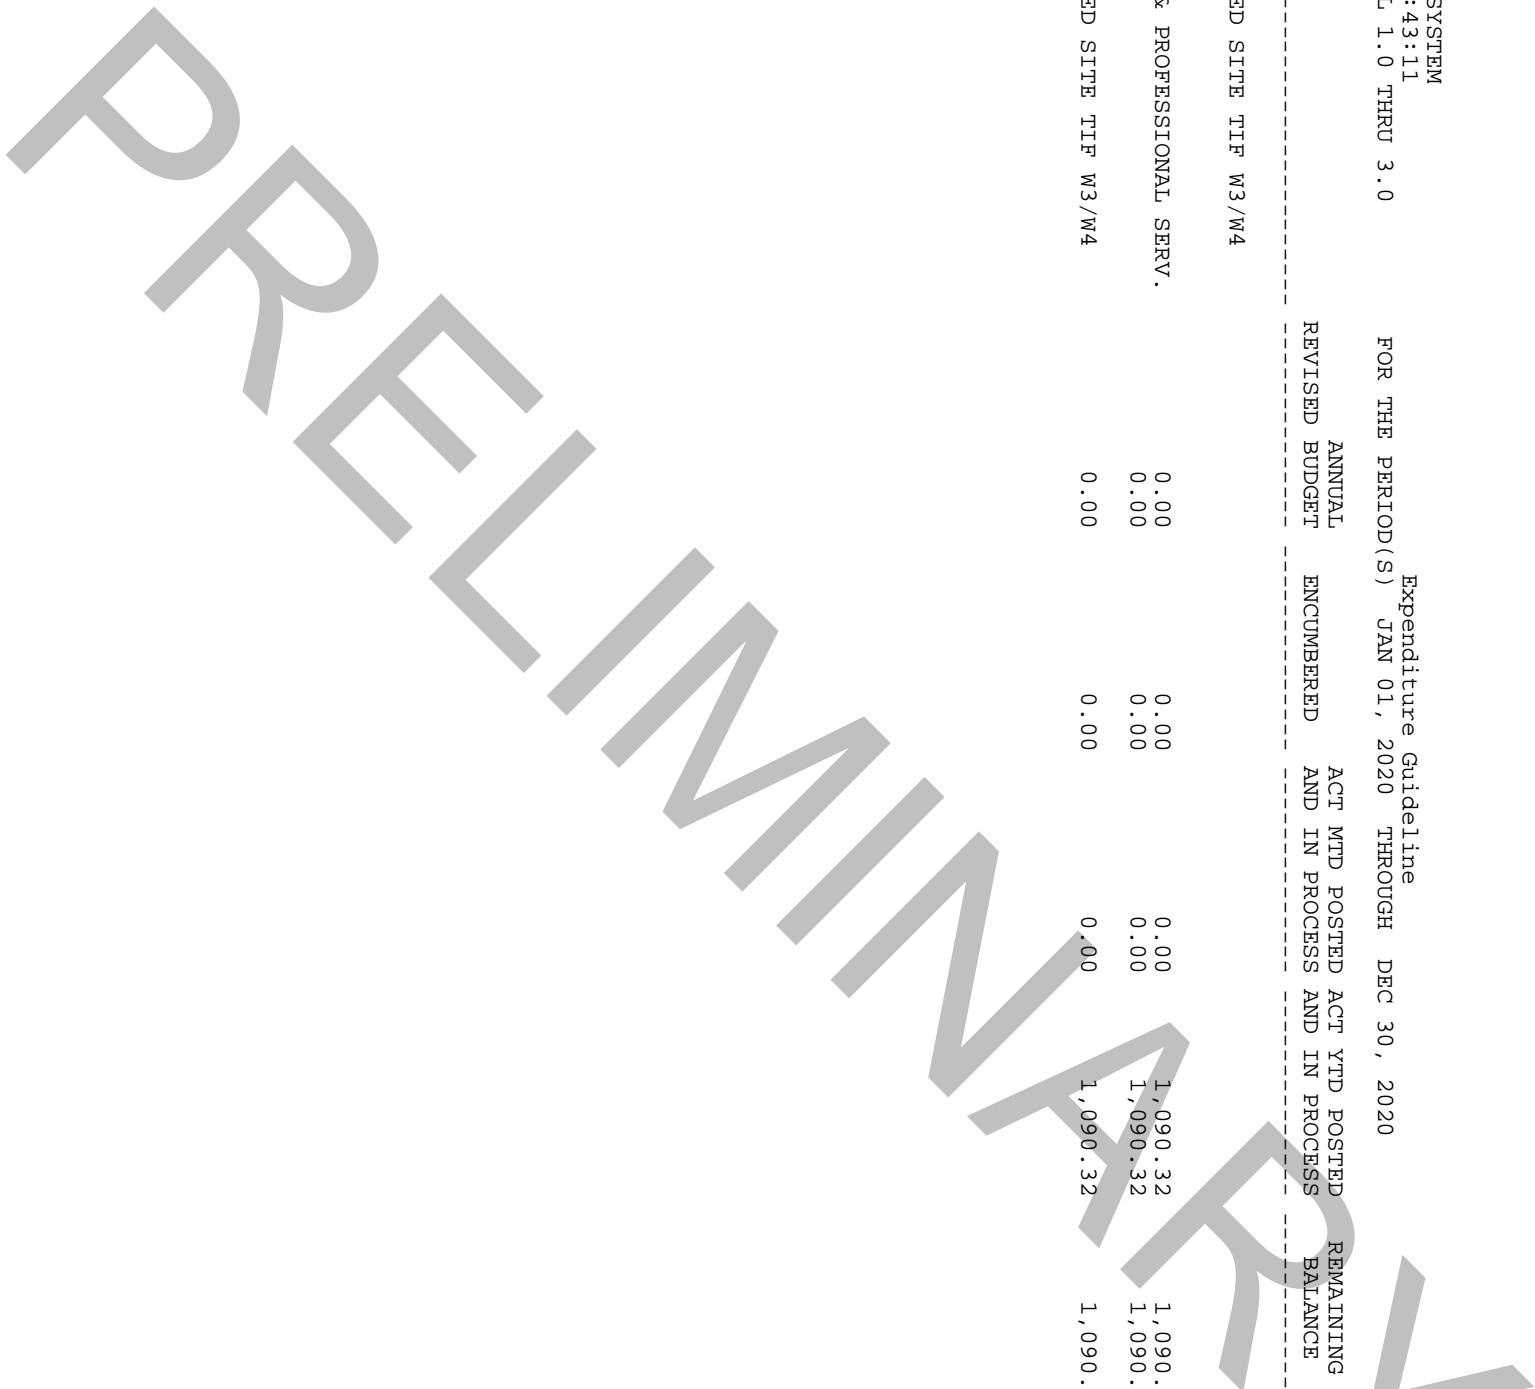 SYSTEM
:43:11 Expenditure Guideline
L 1.0 THRU 3.0 FOR THE PERIOD(S) JAN 01, 2020 THROUGH DEC 30, 2020
ANNUAL ACT MTD POSTED ACT YTD POSTED REMAINING
REVISED BUDGET ENCUMBERED AND IN PROCESS AND IN PROCESS BALANCE
ED SITE TIF W3/W4
& PROFESSIONAL SERV. 0.00 0.00 0.00 1,090.32 1,090.
0.00 0.00 0.00 1,090.32 1,090.
ED SITE TIF W3/W4 0.00 0.00 0.00 1,090.32 1,090.
PRELIMINARY